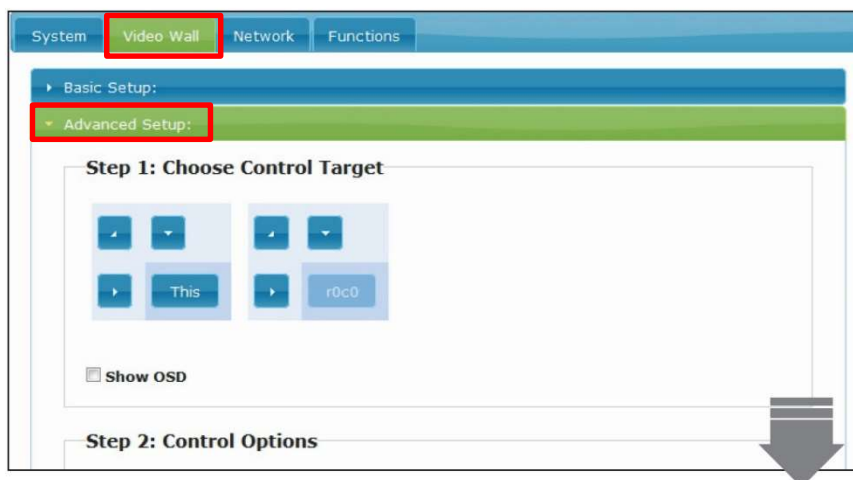 System Video Wall Network Functions
Basic Setup:
Advanced Setup:
Step 1: Choose Control Target
This r0c0
Show OSD
Step 2: Control Options